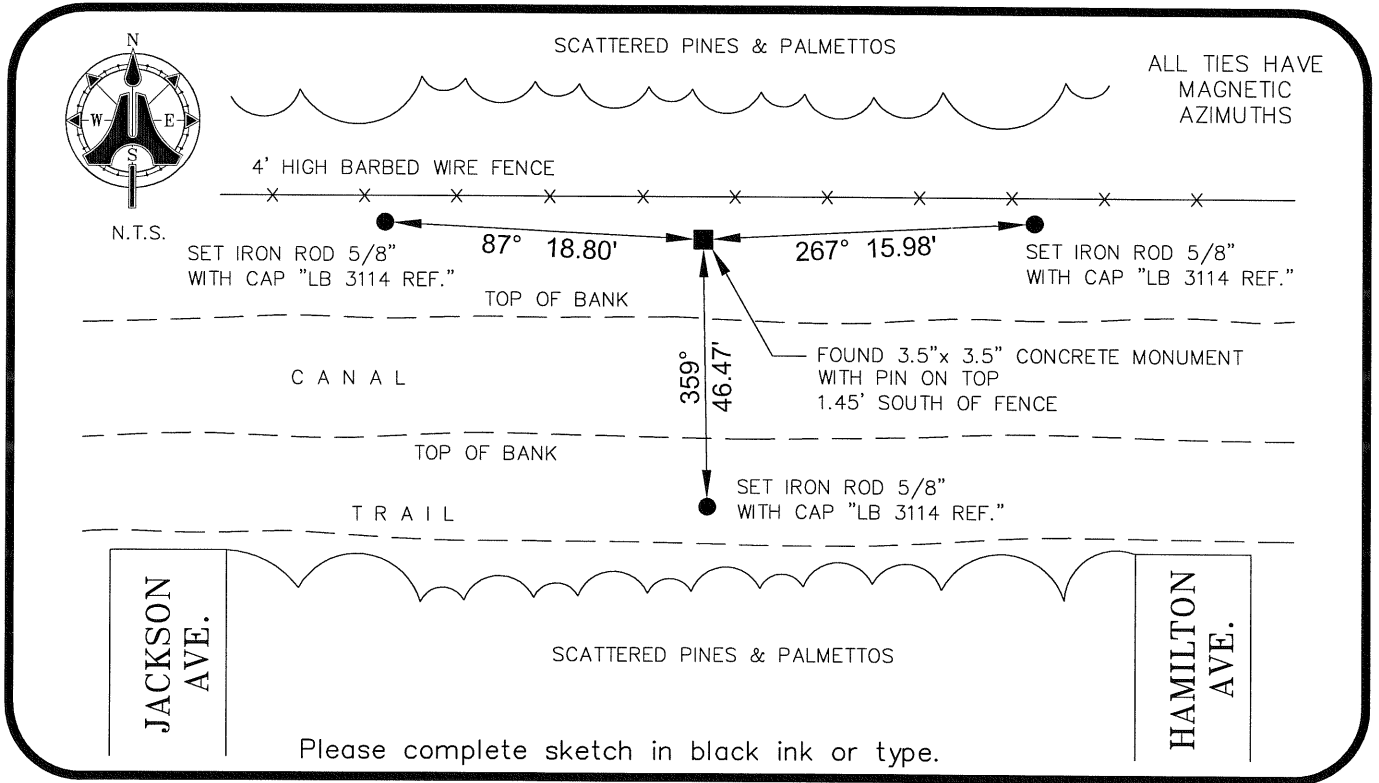 N
W E
S
N.T.S.
SCATTERED PINES & PALMETTOS
ALL TIES HAVE
MAGNETIC
AZIMUTHS
4' HIGH BARBED WIRE FENCE
SET IRON ROD 5/8"
WITH CAP "LB 3114 REF."
87° 18.80'
267° 15.98'
SET IRON ROD 5/8"
WITH CAP "LB 3114 REF."
TOP OF BANK
CANAL
359°
46.47'
FOUND 3.5"x 3.5" CONCRETE MONUMENT
WITH PIN ON TOP
1.45' SOUTH OF FENCE
TOP OF BANK
TRAIL
SET IRON ROD 5/8"
WITH CAP "LB 3114 REF."
JACKSON
AVE.
SCATTERED PINES & PALMETTOS
HAMILTON
AVE.
Please complete sketch in black ink or type.